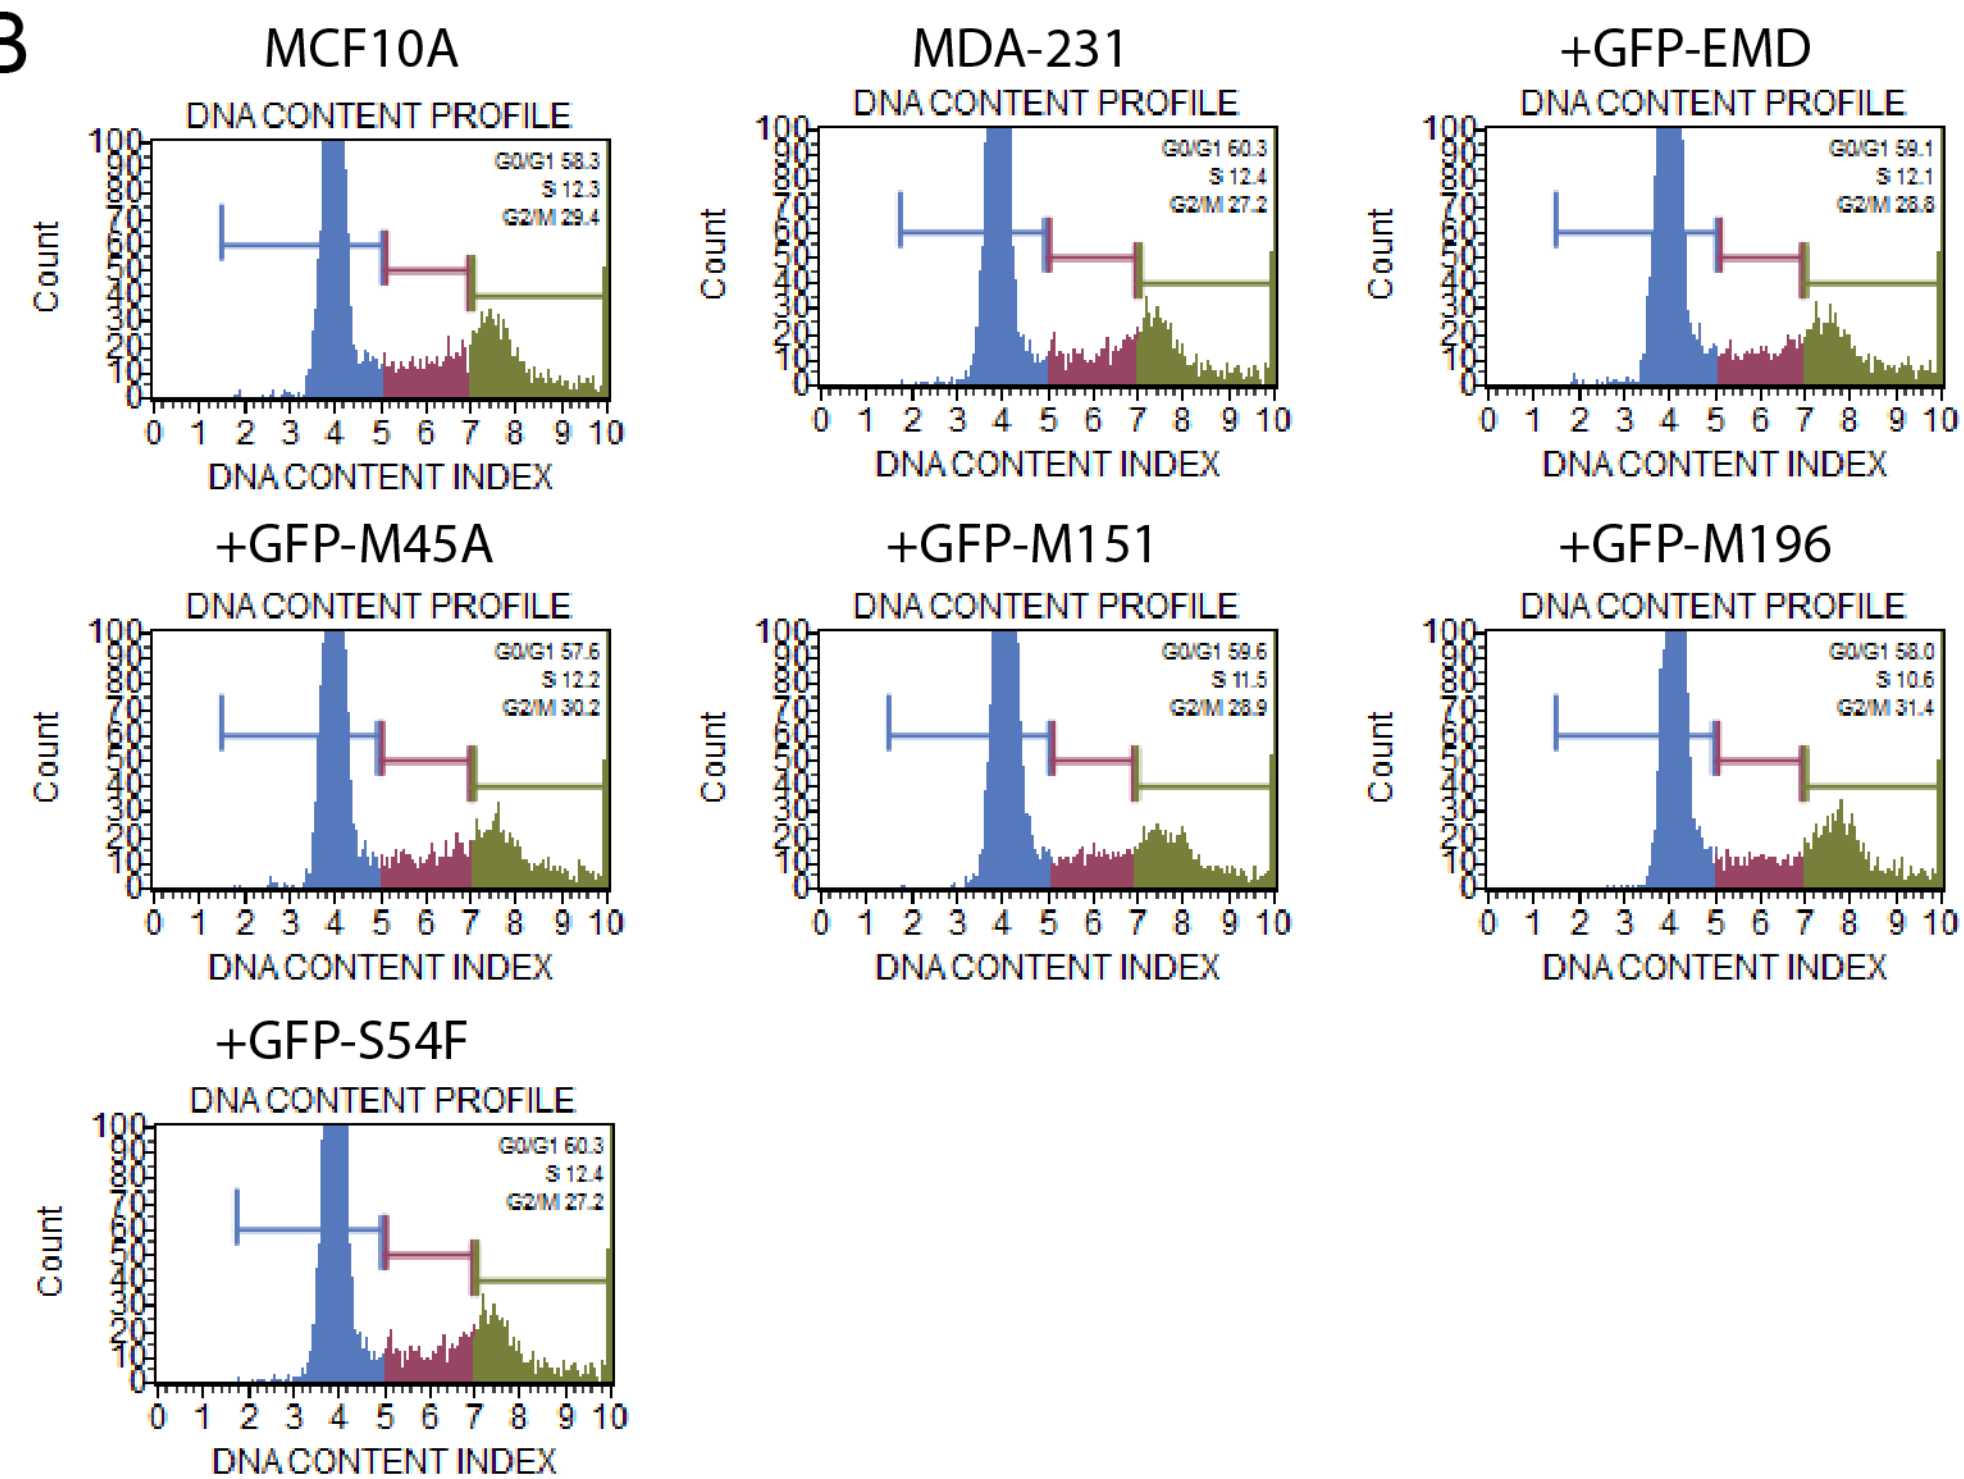 B
MCF10A
DNA CONTENT PROFILE
G0/G1 58.3
S 12.3
G2/M 29.4
100
90
80
70
60
50
40
30
20
10
0
Count
0 1 2 3 4 5 6 7 8 9 10
DNA CONTENT INDEX
MDA-231
DNA CONTENT PROFILE
G0/G1 60.3
S 12.4
G2/M 27.2
100
90
80
70
60
50
40
30
20
10
0
Count
0 1 2 3 4 5 6 7 8 9 10
DNA CONTENT INDEX
+GFP-EMD
DNA CONTENT PROFILE
G0/G1 59.1
S 12.1
G2/M 28.8
100
90
80
70
60
50
40
30
20
10
0
Count
0 1 2 3 4 5 6 7 8 9 10
DNA CONTENT INDEX
+GFP-M45A
DNA CONTENT PROFILE
G0/G1 57.6
S 12.2
G2/M 30.2
100
90
80
70
60
50
40
30
20
10
0
Count
0 1 2 3 4 5 6 7 8 9 10
DNA CONTENT INDEX
+GFP-M151
DNA CONTENT PROFILE
G0/G1 59.6
S 11.5
G2/M 28.9
100
90
80
70
60
50
40
30
20
10
0
Count
0 1 2 3 4 5 6 7 8 9 10
DNA CONTENT INDEX
+GFP-M196
DNA CONTENT PROFILE
G0/G1 58.0
S 10.6
G2/M 31.4
100
90
80
70
60
50
40
30
20
10
0
Count
0 1 2 3 4 5 6 7 8 9 10
DNA CONTENT INDEX
+GFP-S54F
DNA CONTENT PROFILE
G0/G1 60.3
S 12.4
G2/M 27.2
100
90
80
70
60
50
40
30
20
10
0
Count
0 1 2 3 4 5 6 7 8 9 10
DNA CONTENT INDEX